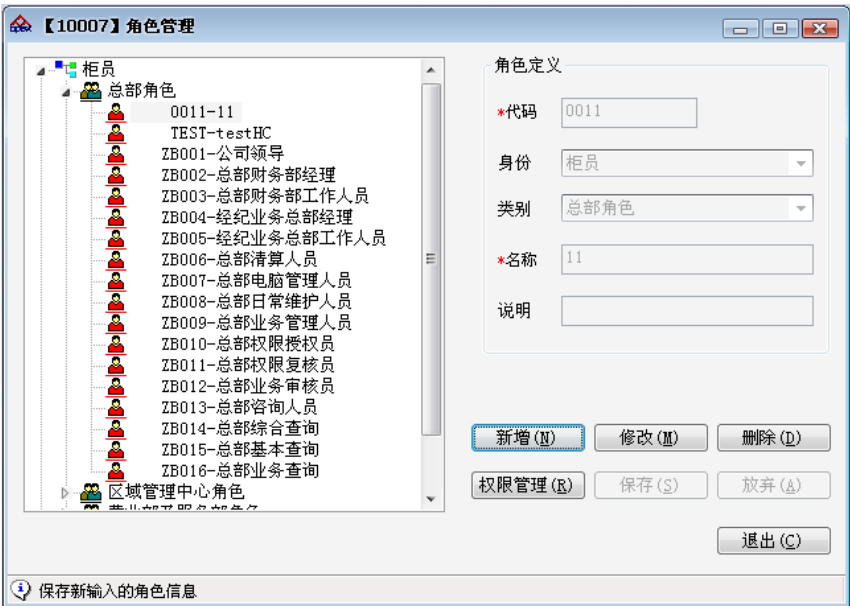 【10007】角色管理
柜员
总部角色
0011-11
TEST-testHC
ZB001-公司领导
ZB002-总部财务部经理
ZB003-总部财务部工作人员
ZB004-经纪业务总部经理
ZB005-经纪业务总部工作人员
ZB006-总部清算人员
ZB007-总部电脑管理人员
ZB008-总部日常维护人员
ZB009-总部业务管理人员
ZB010-总部权限授权员
ZB011-总部权限复核员
ZB012-总部业务审核员
ZB013-总部咨询人员
ZB014-总部综合查询
ZB015-总部基本查询
ZB016-总部业务查询
区域管理中心角色
角色定义
*代码 0011
身份 柜员
类别 总部角色
*名称 11
说明
新增(N) 修改(M) 删除(D)
权限管理(R) 保存(S) 放弃(A)
退出(C)
保存新输入的角色信息